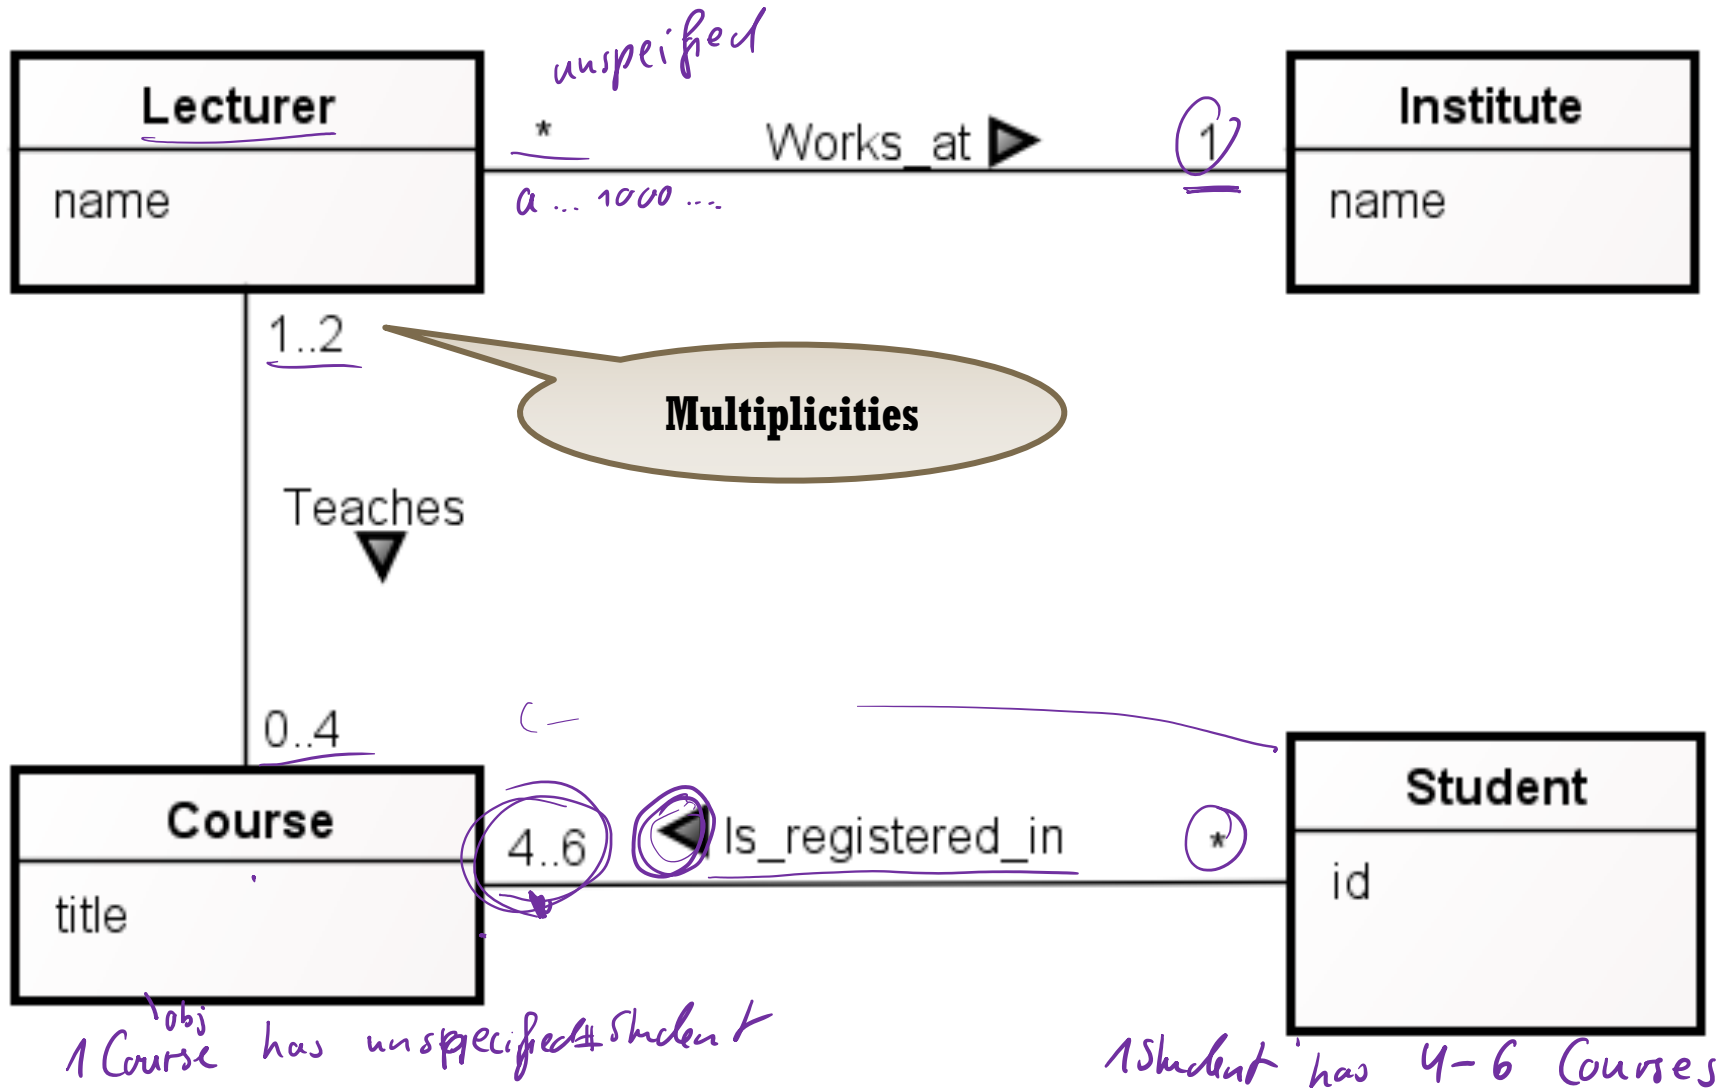 unspeified
Lecturer
*
Works_at
1
Institute
name
a ... 1000 ...
name
1..2
Multiplicities
Teaches
0..4
Course
4..6
Is_registered_in
*
Student
title
id
obj
1 Course has unspecified # Student
1 Student has 4-6 Courses